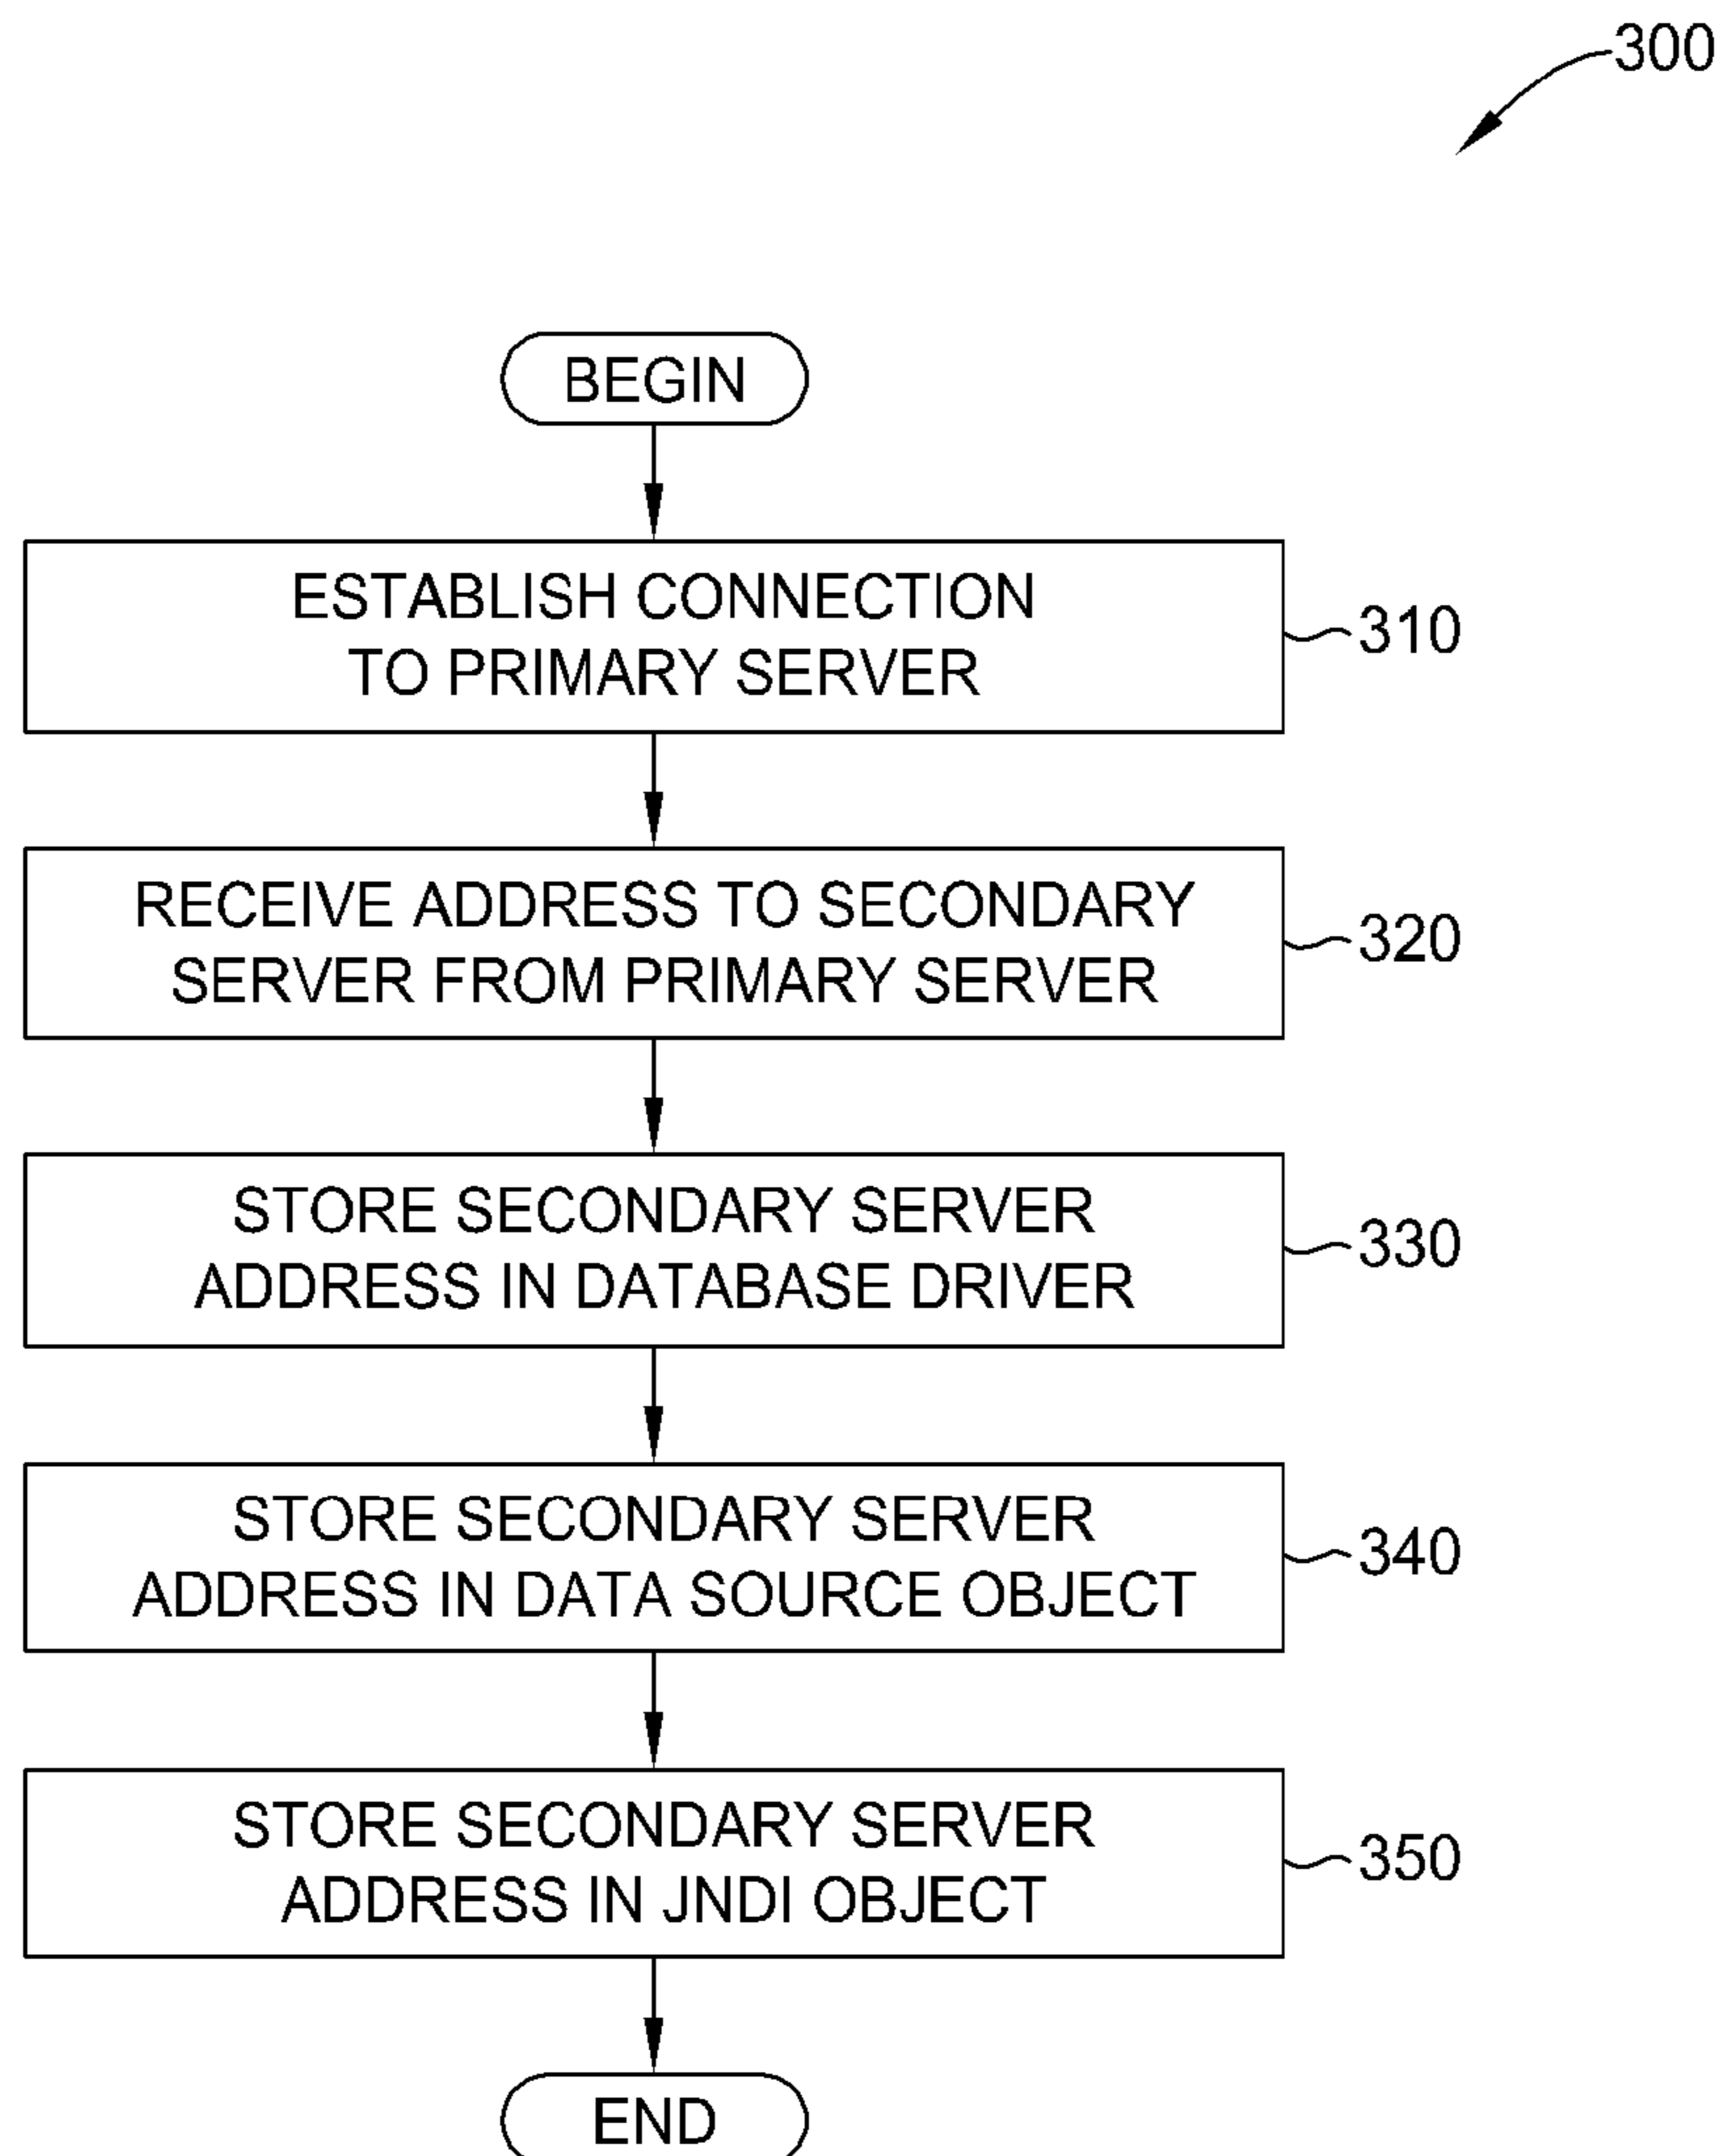 300
BEGIN
ESTABLISH CONNECTION
TO PRIMARY SERVER
310
RECEIVE ADDRESS TO SECONDARY
SERVER FROM PRIMARY SERVER
320
STORE SECONDARY SERVER
ADDRESS IN DATABASE DRIVER
330
STORE SECONDARY SERVER
ADDRESS IN DATA SOURCE OBJECT
340
STORE SECONDARY SERVER
ADDRESS IN JNDI OBJECT
350
END